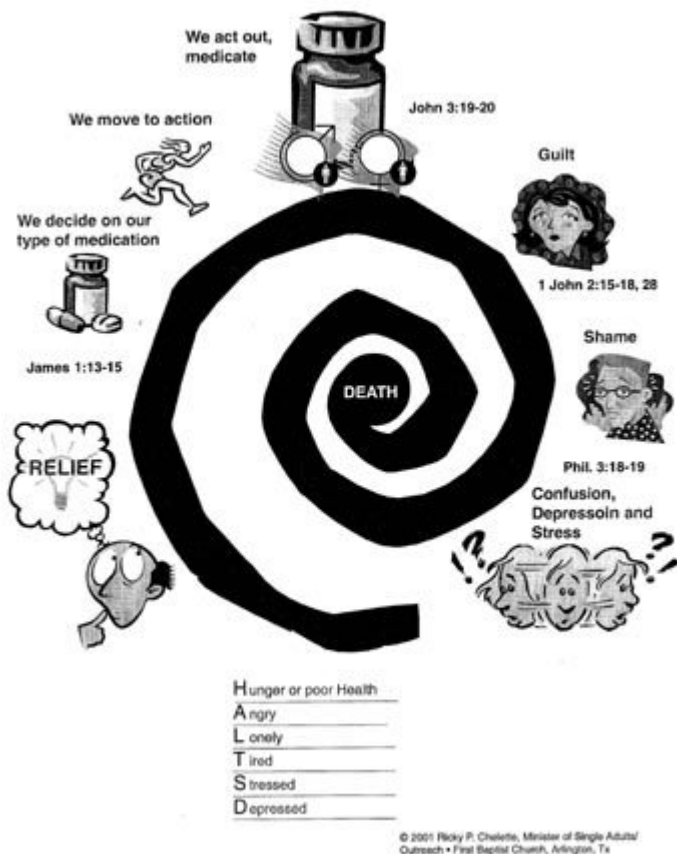 We act out,
medicate
John 3:19-20
We move to action
Guilt
We decide on our
type of medication
1 John 2:15-18, 28
Shame
James 1:13-15
DEATH
RELIEF
Phil. 3:18-19
Confusion,
Depressoin and
Stress
Hunger or poor Health
Angry
Lonely
Tired
Stressed
Depressed
© 2001 Ricky P. Chelette, Minister of Single Adults/
Outreach • First Baptist Church, Arlington, Tx